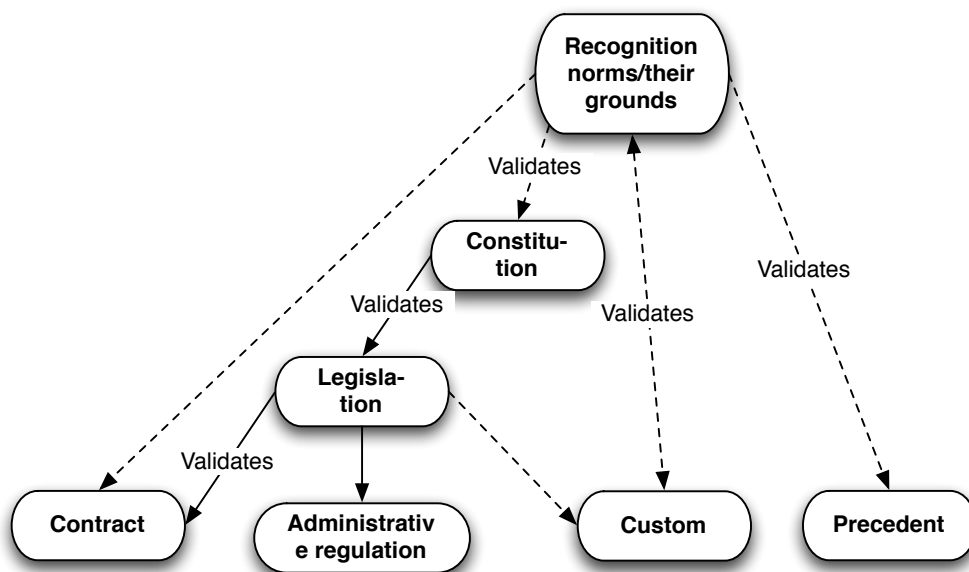 Recognition
norms/their
grounds
Validates
Constitu-
tion
Validates
Validates
Validates
Legisla-
tion
Validates
Contract
Administrativ
e regulation
Custom
Precedent